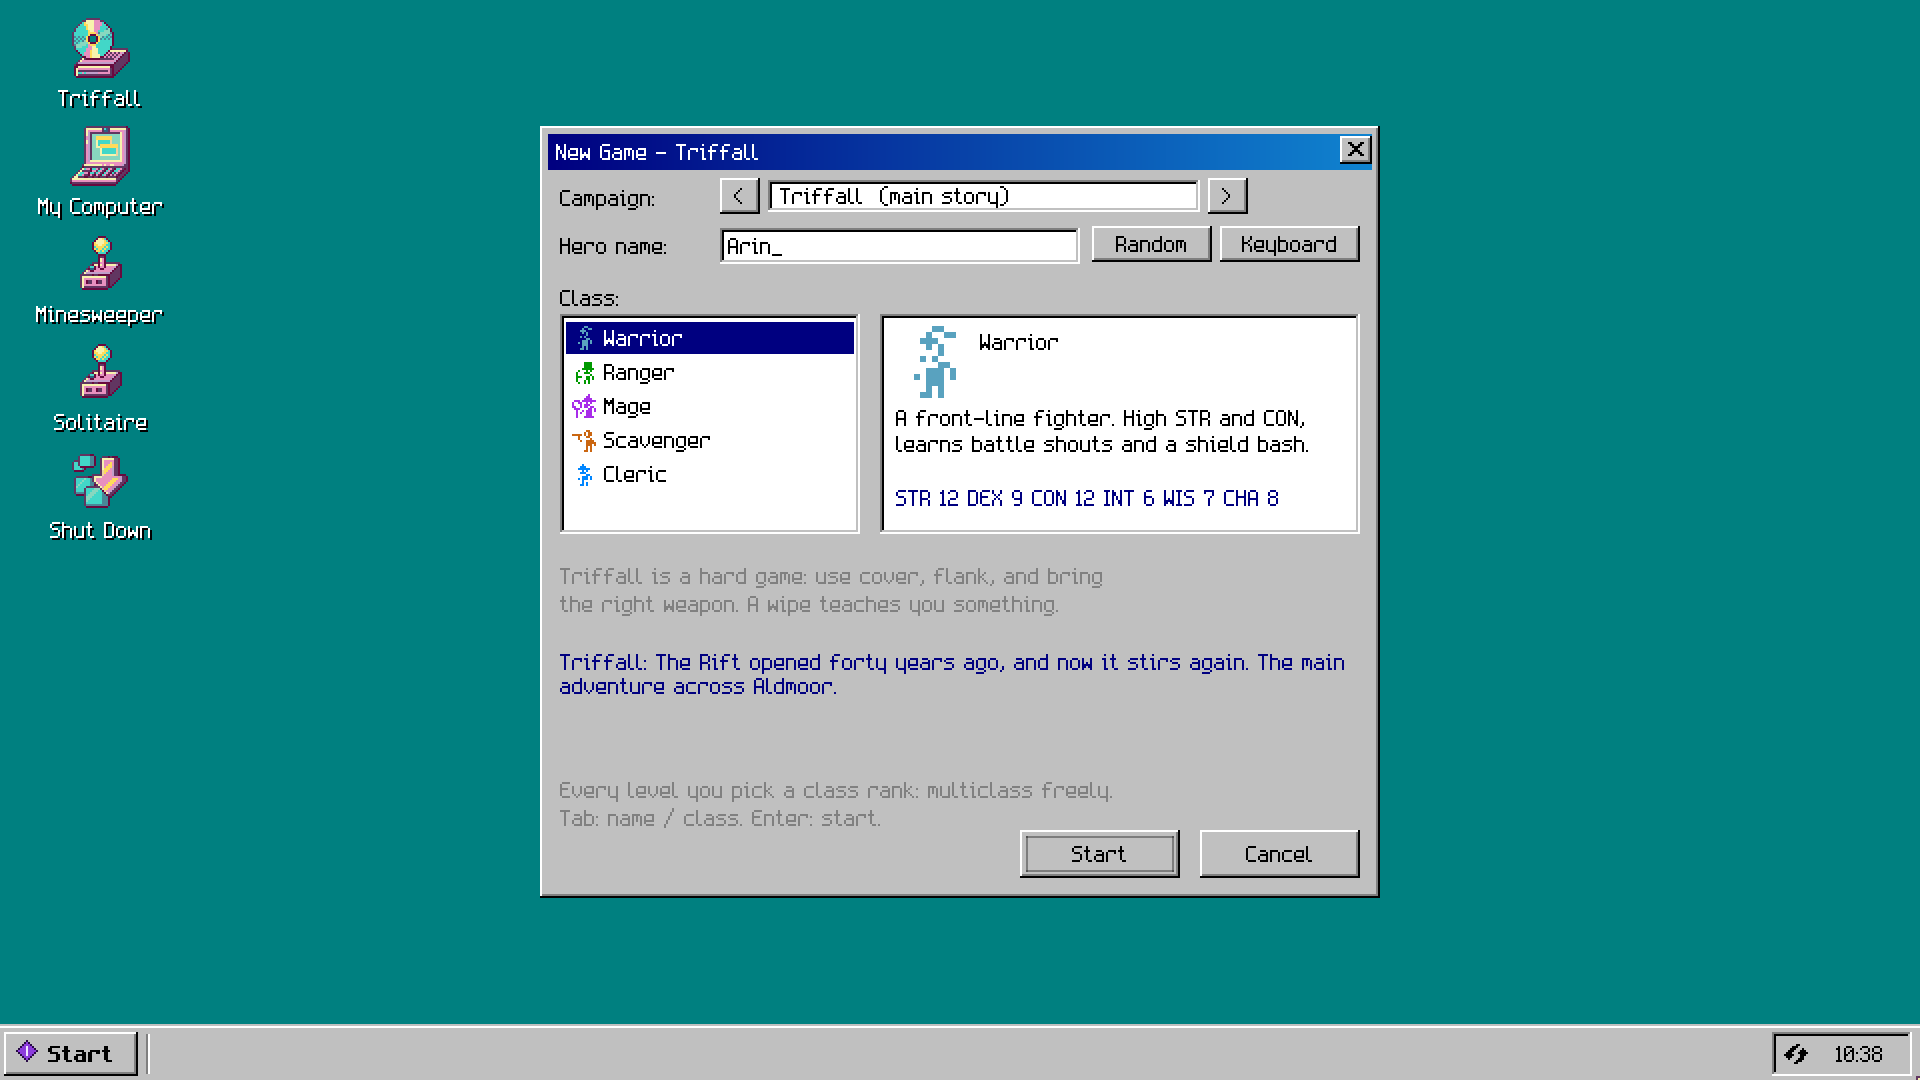 Triffall
My Computer
Minesweeper
Solitaire
Shut Down
New Game - Triffall
Campaign:
<
Triffall (main story)
>
Hero name:
Arin_
Random
Keyboard
Class:
Warrior
Ranger
Mage
Scavenger
Cleric
Warrior
A front-line fighter. High STR and CON,
learns battle shouts and a shield bash.
STR 12 DEX 9 CON 12 INT 6 WIS 7 CHA 8
Triffall is a hard game: use cover, flank, and bring
the right weapon. A wipe teaches you something.
Triffall: The Rift opened forty years ago, and now it stirs again. The main
adventure across Aldmoor.
Every level you pick a class rank: multiclass freely.
Tab: name / class. Enter: start.
Start
Cancel
Start
10:38